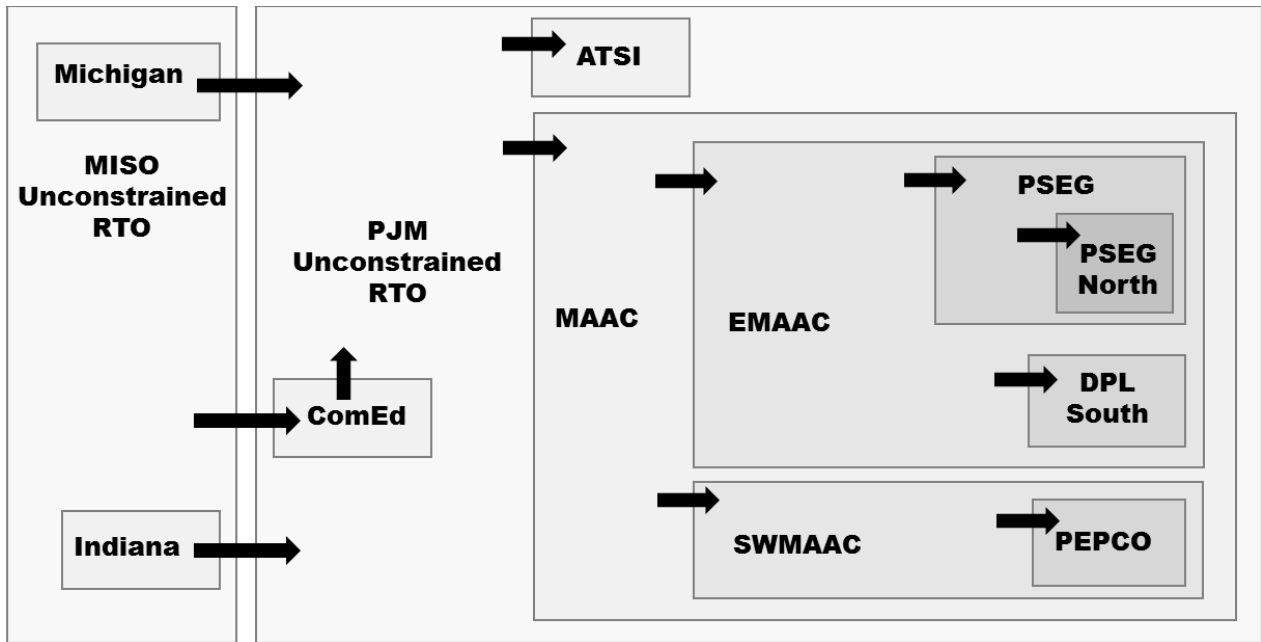 Michigan
MISO
Unconstrained
RTO
Indiana
PJM
Unconstrained
RTO
ComEd
ATSI
MAAC
EMAAC
PSEG
PSEG
North
DPL
South
SWMAAC
PEPCO